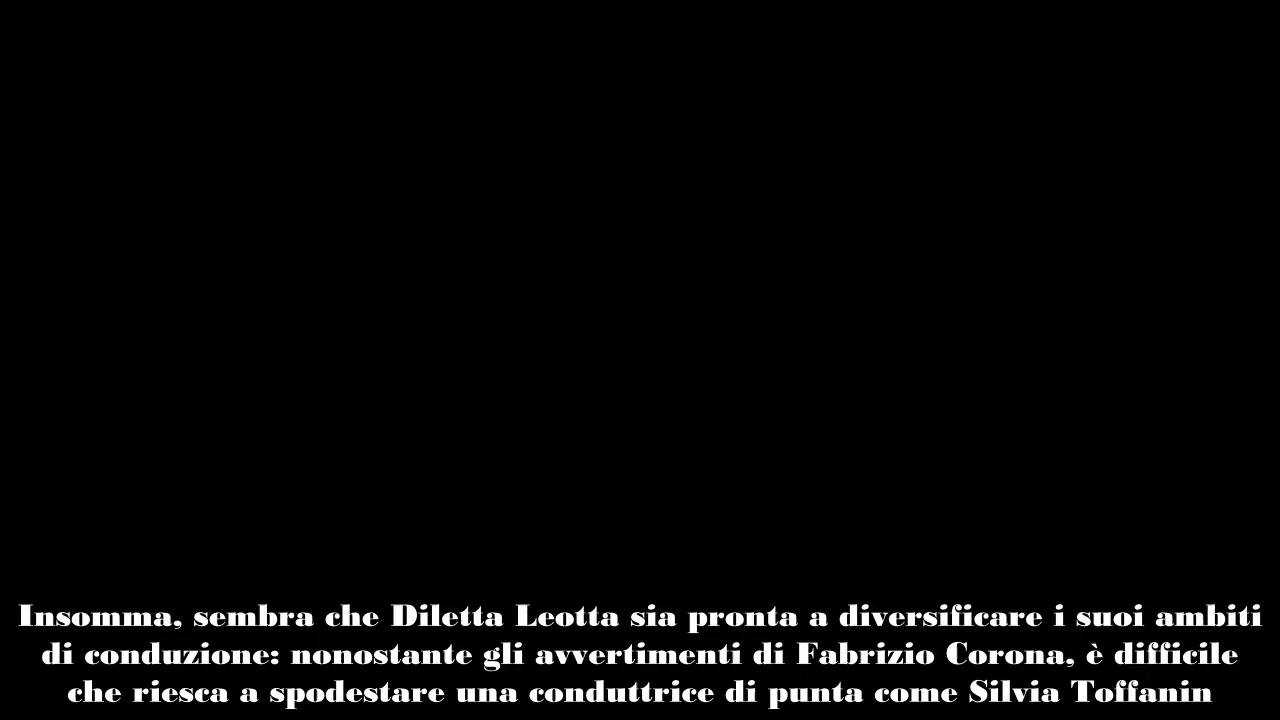 Insomma, sembra che Diletta Leotta sia pronta a diversificare i suoi ambiti
di conduzione: nonostante gli avvertimenti di Fabrizio Corona, è difficile
che riesca a spodestare una conduttrice di punta come Silvia Toffanin